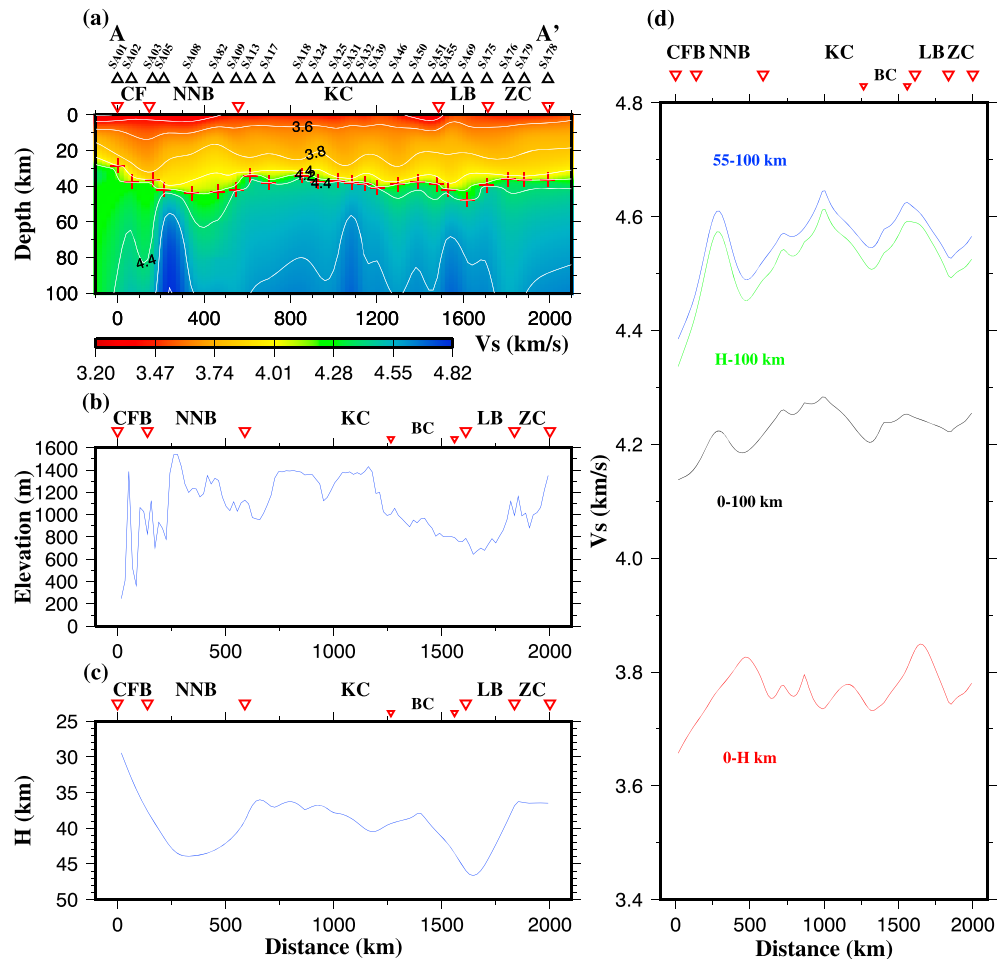 (a)
A A'
SA01 SA02 SA03 SA05 SA08 SA82 SA09 SA13 SA17 SA18 SA24 SA25 SA31 SA32 SA39 SA46 SA50 SA51 SA55 SA69 SA75 SA76 SA79 SA78
CF NNB KC LB ZC
Depth (km)
0
20
40
60
80
100
3.6
3.8
4.2
4.4
4.4
4.4
0 400 800 1200 1600 2000
Vs (km/s)
3.20 3.47 3.74 4.01 4.28 4.55 4.82
(b)
CFB NNB KC BC LB ZC
Elevation (m)
1600
1400
1200
1000
800
600
400
200
0
0 500 1000 1500 2000
(c)
CFB NNB KC BC LB ZC
H (km)
25
30
35
40
45
50
0 500 1000 1500 2000
Distance (km)
(d)
CFB NNB KC BC LB ZC
Vs (km/s)
4.8
4.6
4.4
4.2
4.0
3.8
3.6
3.4
55-100 km
H-100 km
0-100 km
0-H km
0 500 1000 1500 2000
Distance (km)